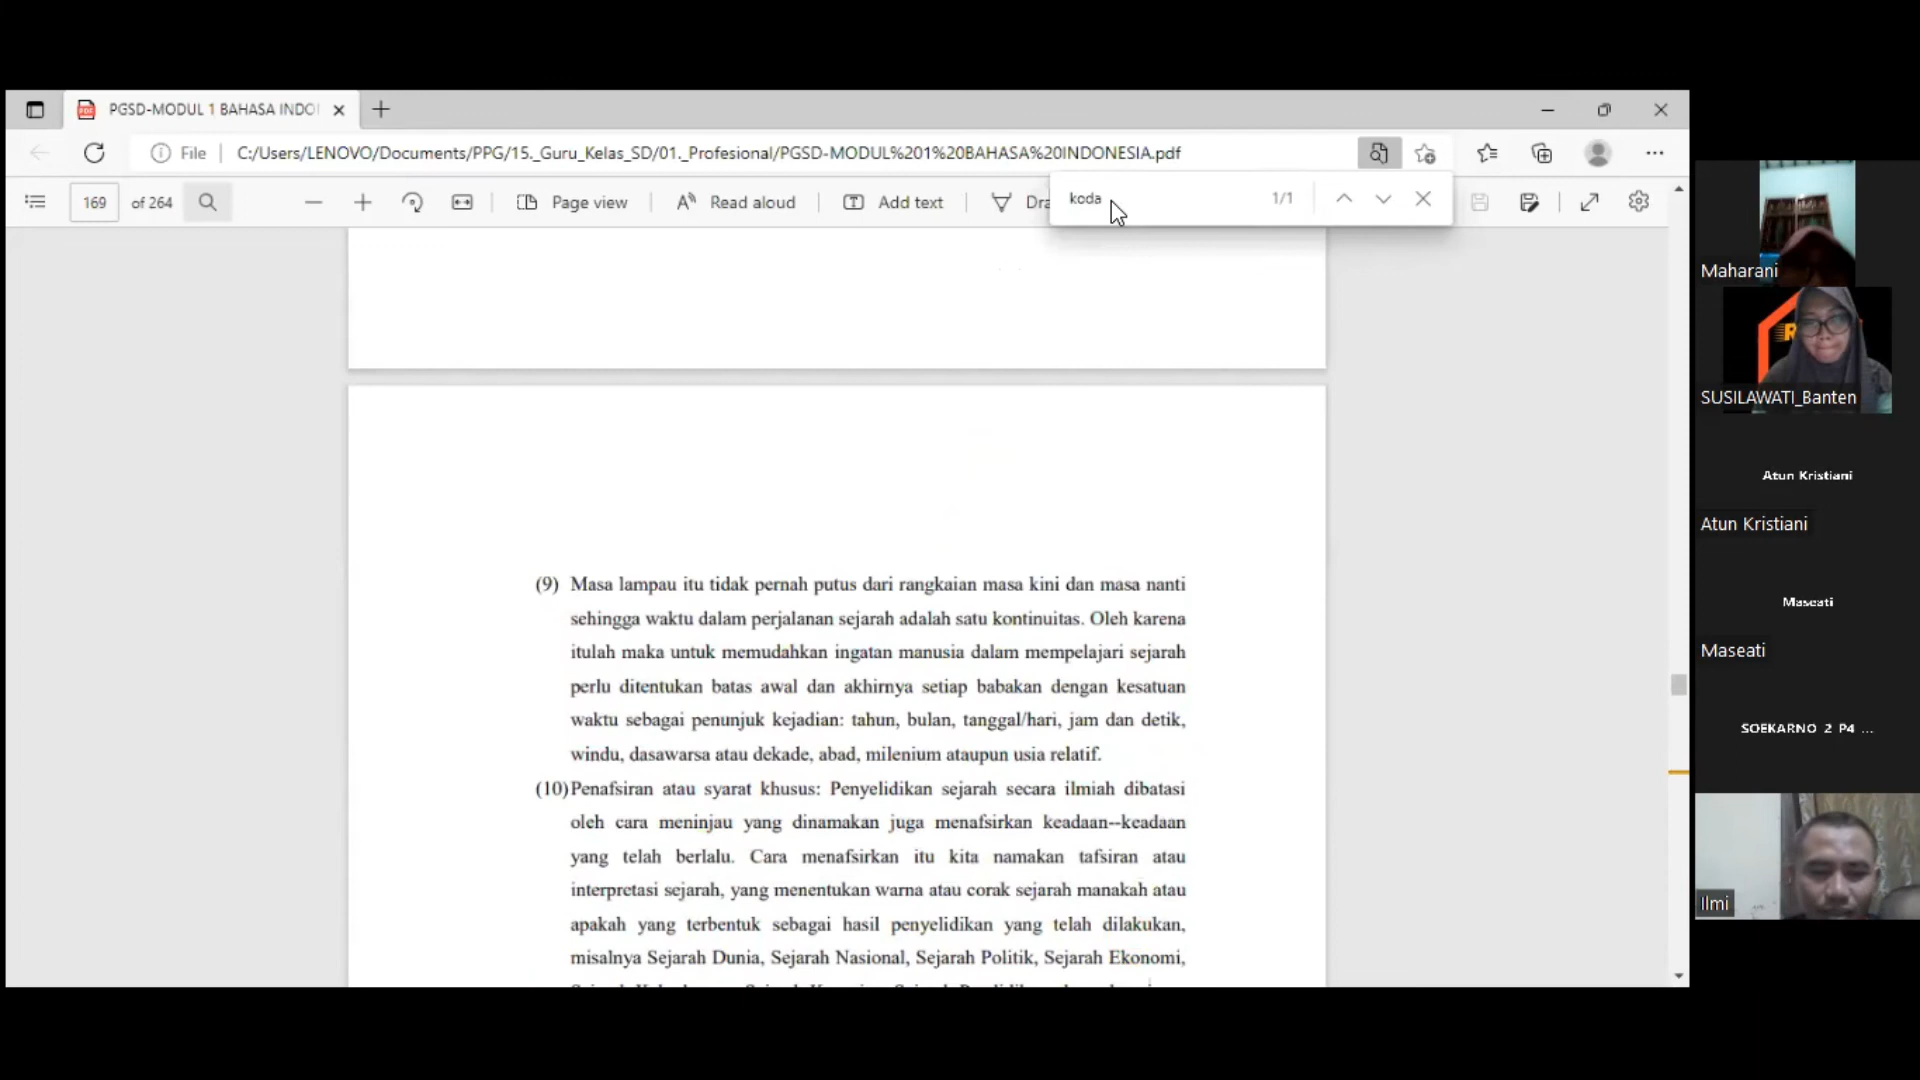 PGSD-MODUL 1 BAHASA INDO
File
C:/Users/LENOVO/Documents/PPG/15._Guru_Kelas_SD/01._Profesional/PGSD-MODUL%201%20BAHASA%20INDONESIA.pdf
169 of 264
Page view
Read aloud
Add text
Dra
koda
1/1
(9) Masa lampau itu tidak pernah putus dari rangkaian masa kini dan masa nanti
sehingga waktu dalam perjalanan sejarah adalah satu kontinuitas. Oleh karena
itulah maka untuk memudahkan ingatan manusia dalam mempelajari sejarah
perlu ditentukan batas awal dan akhirnya setiap babakan dengan kesatuan
waktu sebagai penunjuk kejadian: tahun, bulan, tanggal/hari, jam dan detik,
windu, dasawarsa atau dekade, abad, milenium ataupun usia relatif.
(10)Penafsiran atau syarat khusus: Penyelidikan sejarah secara ilmiah dibatasi
oleh cara meninjau yang dinamakan juga menafsirkan keadaan--keadaan
yang telah berlalu. Cara menafsirkan itu kita namakan tafsiran atau
interpretasi sejarah, yang menentukan warna atau corak sejarah manakah atau
apakah yang terbentuk sebagai hasil penyelidikan yang telah dilakukan,
misalnya Sejarah Dunia, Sejarah Nasional, Sejarah Politik, Sejarah Ekonomi,
Maharani
SUSILAWATI_Banten
Atun Kristiani
Atun Kristiani
Maseati
Maseati
SOEKARNO_2_P4 ...
Ilmi